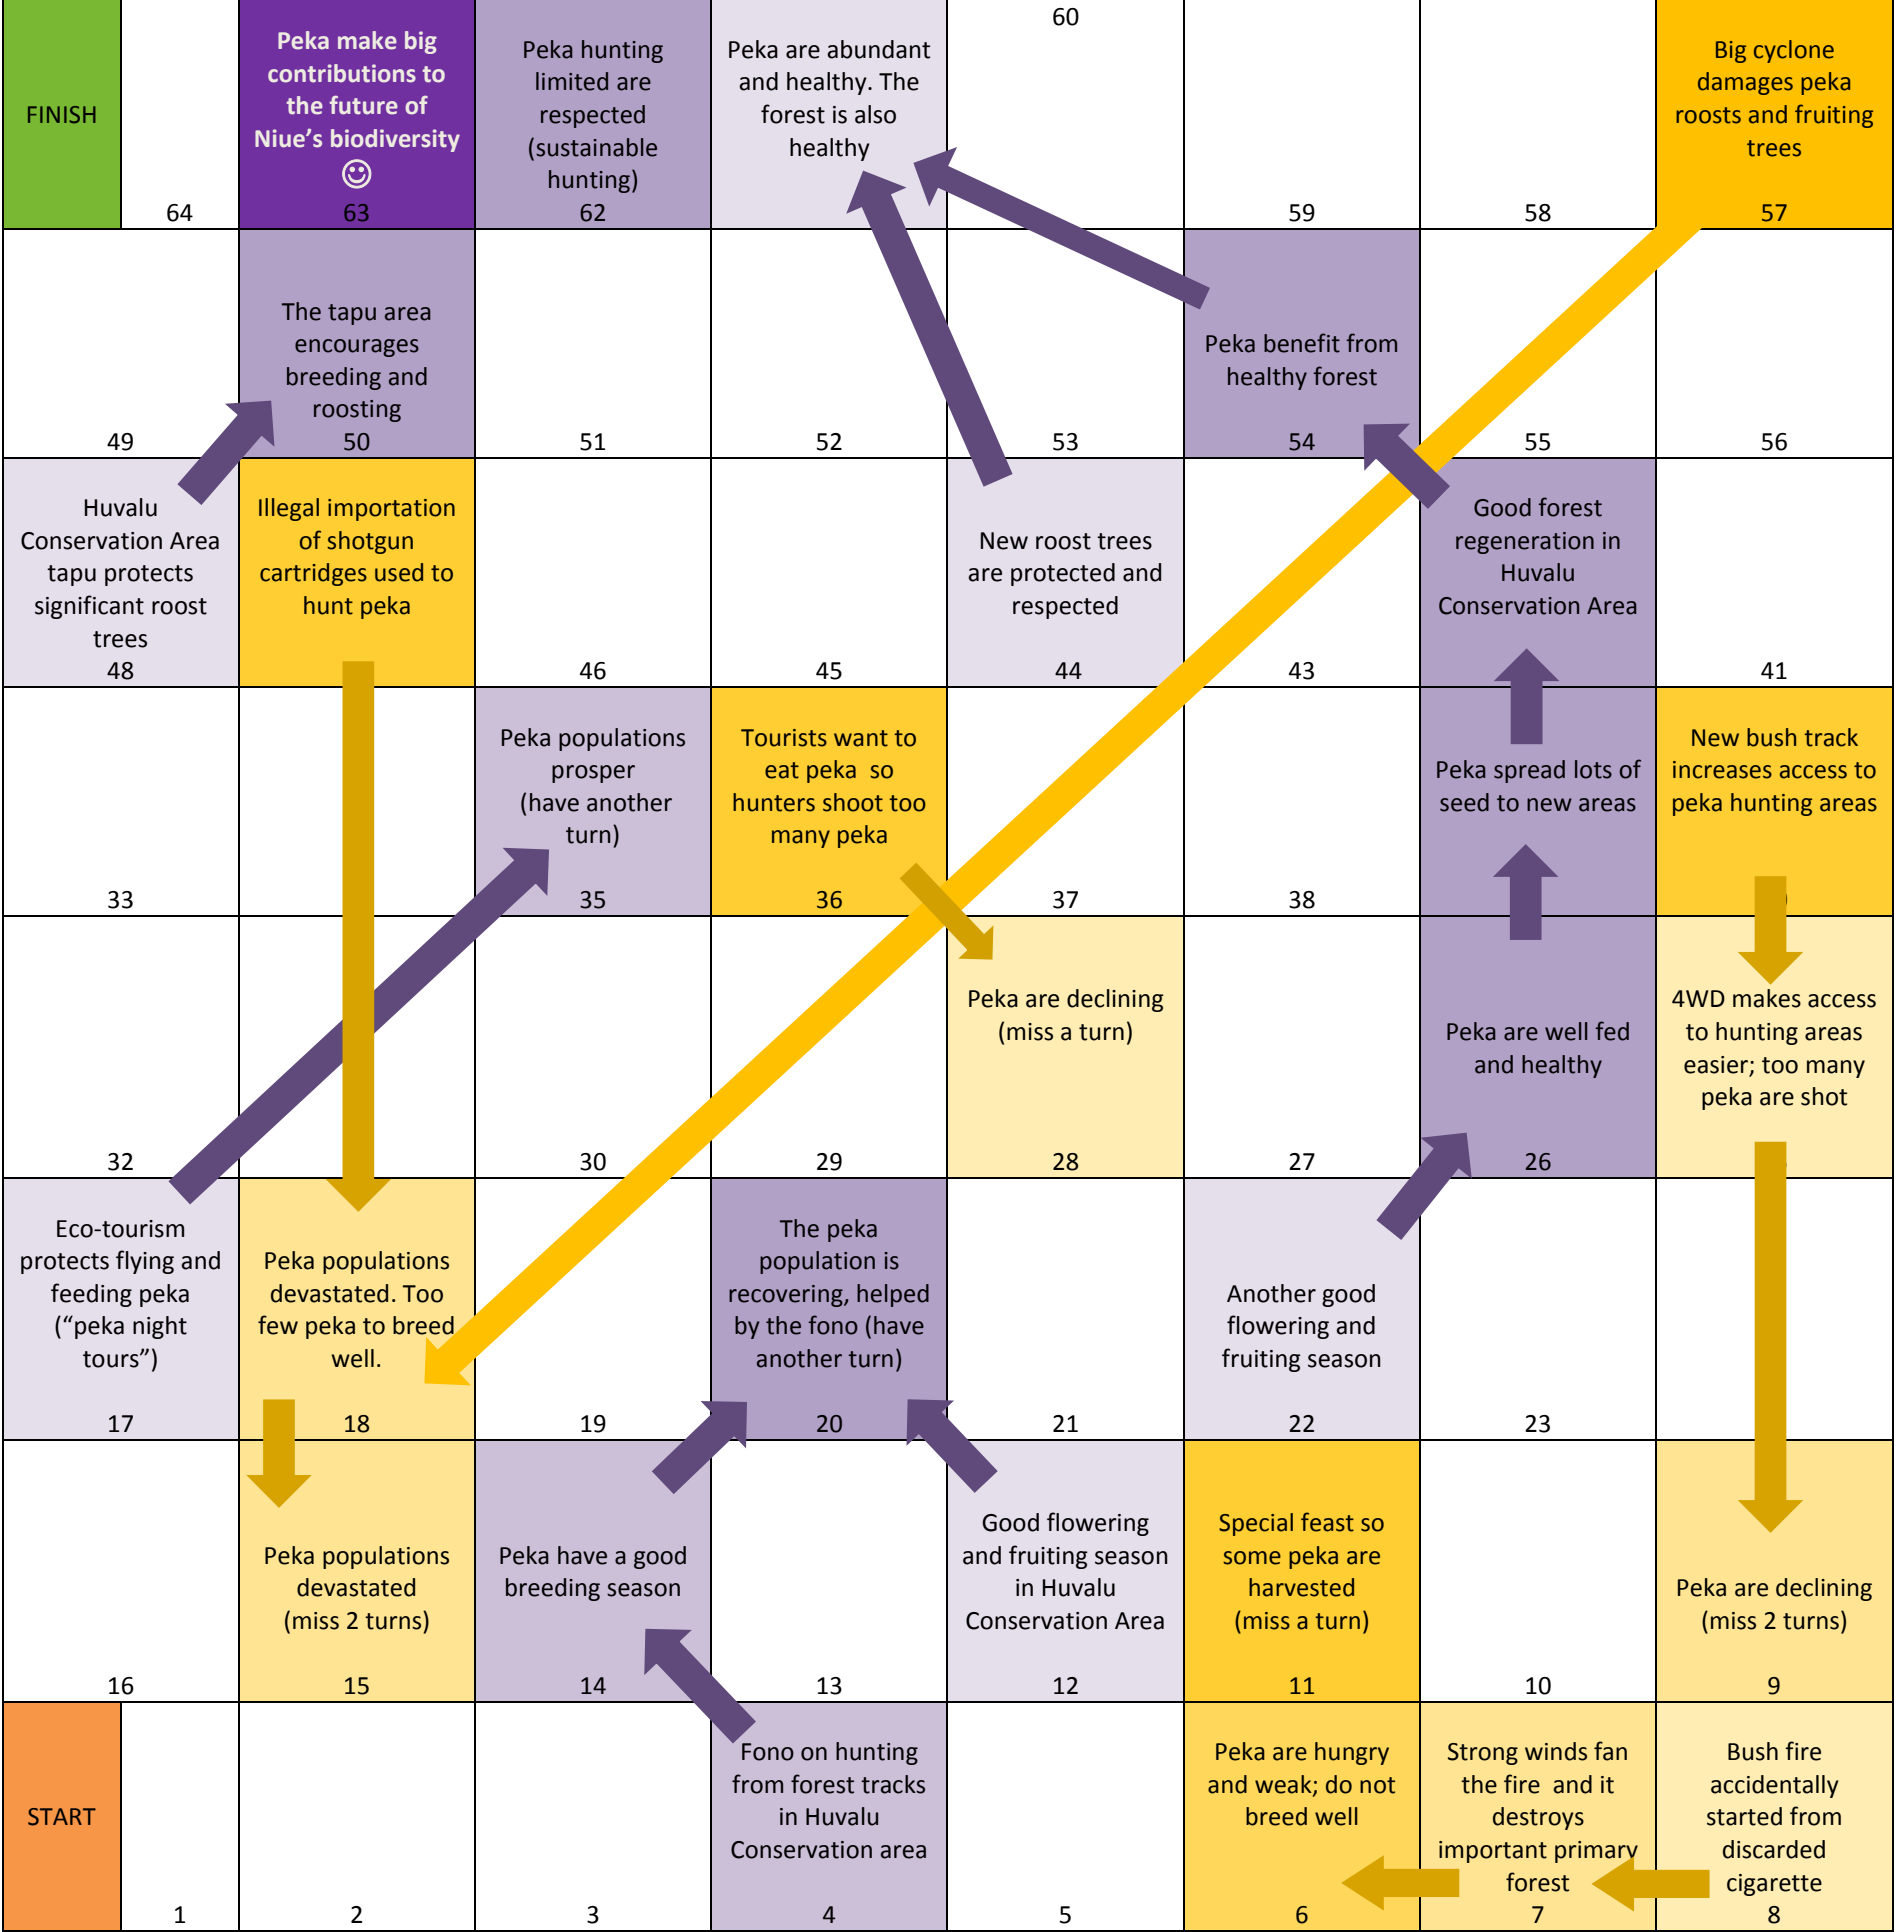 FINISH
64
Peka make big
contributions to
the future of
Niue's biodiversity
☺
63
Peka hunting
limited are
respected
(sustainable
hunting)
62
Peka are abundant
and healthy. The
forest is also
healthy
60
59
58
Big cyclone
damages peka
roosts and fruiting
trees
57
49
The tapu area
encourages
breeding and
roosting
50
51
52
53
Peka benefit from
healthy forest
54
55
56
Huvalu
Conservation Area
tapu protects
significant roost
trees
48
Illegal importation
of shotgun
cartridges used to
hunt peka
46
45
New roost trees
are protected and
respected
44
43
Good forest
regeneration in
Huvalu
Conservation Area
41
33
Peka populations
prosper
(have another
turn)
35
Tourists want to
eat peka so
hunters shoot too
many peka
36
37
38
Peka spread lots of
seed to new areas
New bush track
increases access to
peka hunting areas
32
30
29
Peka are declining
(miss a turn)
28
27
Peka are well fed
and healthy
26
4WD makes access
to hunting areas
easier; too many
peka are shot
Eco-tourism
protects flying and
feeding peka
("peka night
tours")
17
Peka populations
devastated. Too
few peka to breed
well.
18
19
The peka
population is
recovering, helped
by the fono (have
another turn)
20
21
Another good
flowering and
fruiting season
22
23
16
Peka populations
devastated
(miss 2 turns)
15
Peka have a good
breeding season
14
13
Good flowering
and fruiting season
in Huvalu
Conservation Area
12
Special feast so
some peka are
harvested
(miss a turn)
11
10
Peka are declining
(miss 2 turns)
9
START
1
2
3
Fono on hunting
from forest tracks
in Huvalu
Conservation area
4
5
Peka are hungry
and weak; do not
breed well
6
Strong winds fan
the fire and it
destroys
important primary
forest
7
Bush fire
accidentally
started from
discarded
cigarette
8